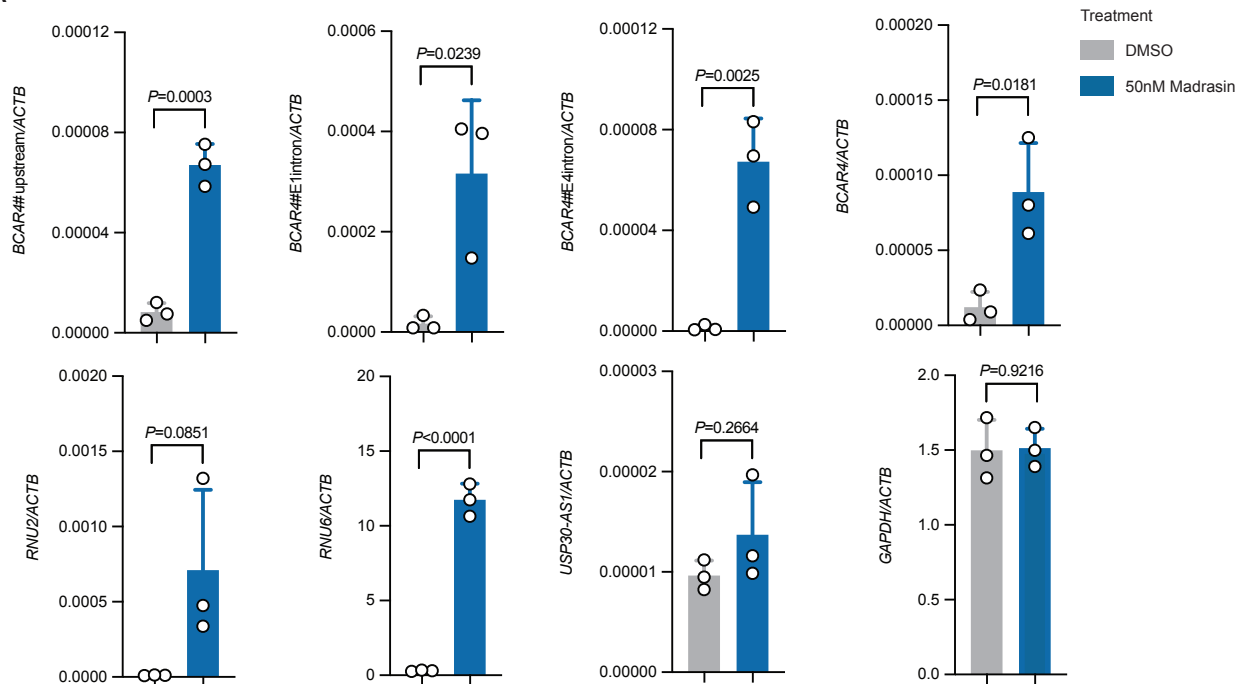 0.00012
0.00008
0.00004
0.00000
BCAR4#upstream/ACTB
P=0.0003
0.0006
0.0004
0.0002
0.0000
BCAR4#E1intron/ACTB
P=0.0239
0.00012
0.00008
0.00004
0.00000
BCAR4#E4intron/ACTB
P=0.0025
0.00020
0.00015
0.00010
0.00005
0.00000
BCAR4/ACTB
P=0.0181
Treatment
DMSO
50nM Madrasin
0.0020
0.0015
0.0010
0.0005
0.0000
RNU2/ACTB
P=0.0851
20
15
10
5
0
RNU6/ACTB
P<0.0001
0.00003
0.00002
0.00001
0.00000
USP30-AS1/ACTB
P=0.2664
2.0
1.5
1.0
0.5
0.0
GAPDH/ACTB
P=0.9216